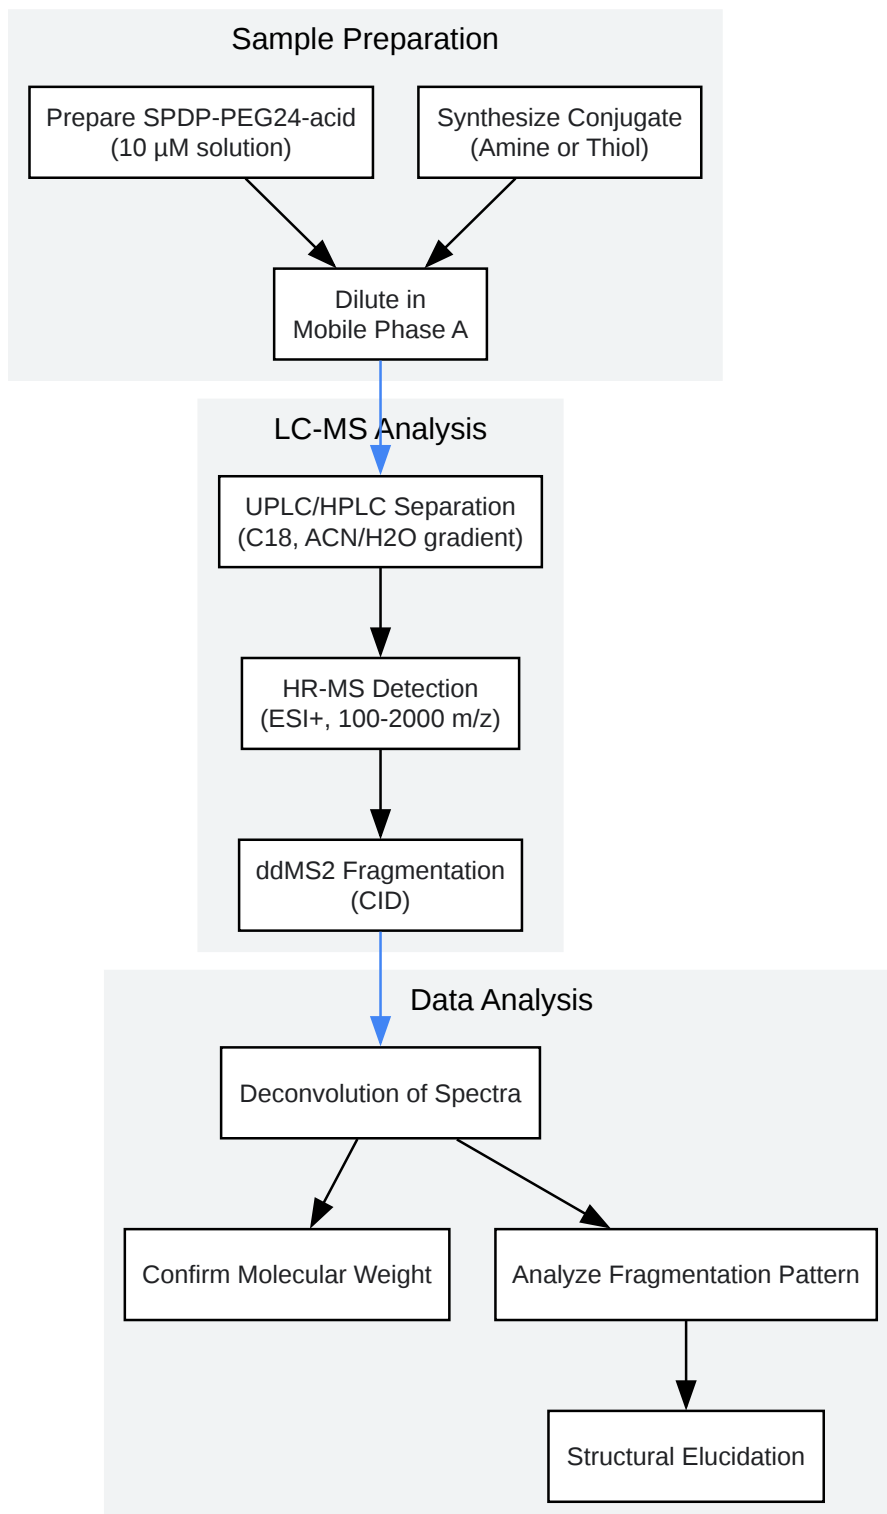 Sample Preparation
Prepare SPDP-PEG24-acid
(10 µM solution)
Synthesize Conjugate
(Amine or Thiol)
Dilute in
Mobile Phase A
LC-MS Analysis
UPLC/HPLC Separation
(C18, ACN/H2O gradient)
HR-MS Detection
(ESI+, 100-2000 m/z)
ddMS2 Fragmentation
(CID)
Data Analysis
Deconvolution of Spectra
Confirm Molecular Weight
Analyze Fragmentation Pattern
Structural Elucidation